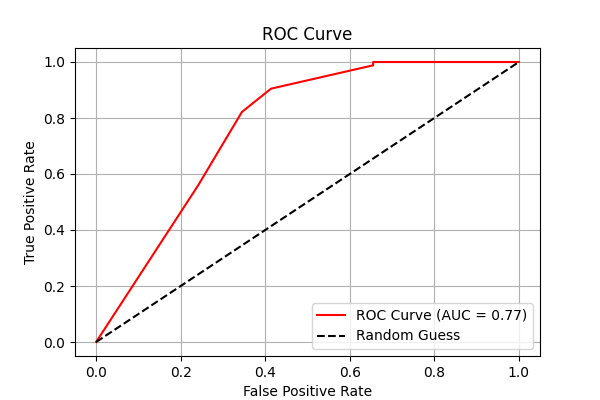 ROC Curve
True Positive Rate
1.0
0.8
0.6
0.4
0.2
0.0
ROC Curve (AUC = 0.77)
Random Guess
0.0 0.2 0.4 0.6 0.8 1.0
False Positive Rate